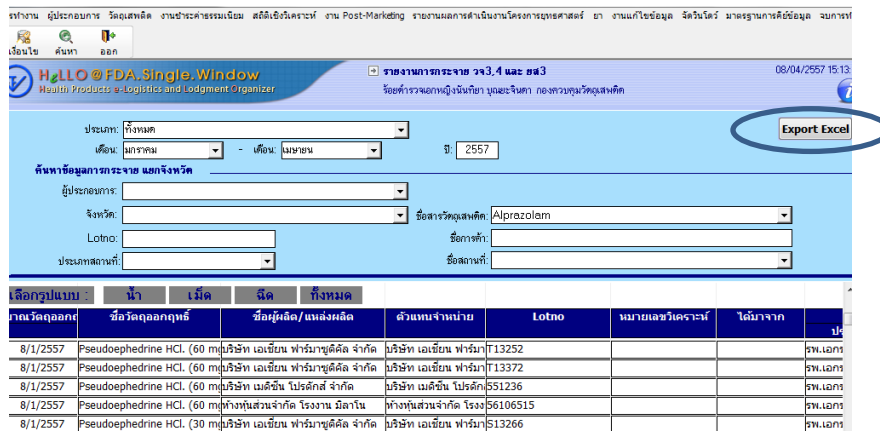 รทำงาน ผู้ประกอบการ วัตถุเสพติด งานชำระค่าธรรมเนียม สถิติเชิงวิเคราะห์ งาน Post-Marketing รายงานผลการดำเนินงานโครงการยุทธศาสตร์ ยา งานแก้ไขข้อมูล จัดวินโดว์ มาตรฐานการคีย์ข้อมูล จบการท
งื่อนไข ค้นหา ออก
HeLLO @ FDA.Single.Window
Health Products e-Logistics and Lodgment Organizer
รายงานการกระจาย วจ3,4 และ ยส3
08/04/2557 15:13:
ร้อยตำรวจเอกหญิงนันทิยา บุณยะจินดา กองควบคุมวัตถุเสพติด
ประเภท: ทั้งหมด
Export Excel
เดือน: มกราคม - เดือน: เมษายน ปี: 2557
ค้นหาข้อมูลการกระจาย แยกจังหวัด
ผู้ประกอบการ:
จังหวัด: ชื่อสารวัตถุเสพติด: Alprazolam
Lotno: ชื่อการค้า:
ประเภทสถานที่: ชื่อสถานที่:
เลือกรูปแบบ : น้ำ เม็ด ฉีด ทั้งหมด
าณวัตถุออกฤ ชื่อวัตถุออกฤทธิ์ ชื่อผู้ผลิต/แหล่งผลิต ตัวแทนจำหน่าย Lotno หมายเลขวิเคราะห์ ได้มาจาก
ปร
8/1/2557 Pseudoephedrine HCl. (60 mg บริษัท เอเชี่ยน ฟาร์มาซูติคัล จำกัด บริษัท เอเชี่ยน ฟาร์มา T13252 รพ.เอกร
8/1/2557 Pseudoephedrine HCl. (60 mg บริษัท เอเชี่ยน ฟาร์มาซูติคัล จำกัด บริษัท เอเชี่ยน ฟาร์มา T13372 รพ.เอกร
8/1/2557 Pseudoephedrine HCl. (60 mg บริษัท เมดิซีน โปรดักส์ จำกัด บริษัท เมดิซีน โปรดัก 551236 รพ.เอกร
8/1/2557 Pseudoephedrine HCl. (60 mg ห้างหุ้นส่วนจำกัด โรงงาน มิลาโน ห้างหุ้นส่วนจำกัด โรงง 56106515 รพ.เอกร
8/1/2557 Pseudoephedrine HCl. (30 mg บริษัท เอเชี่ยน ฟาร์มาซูติคัล จำกัด บริษัท เอเชี่ยน ฟาร์มา S13266 รพ.เอกร